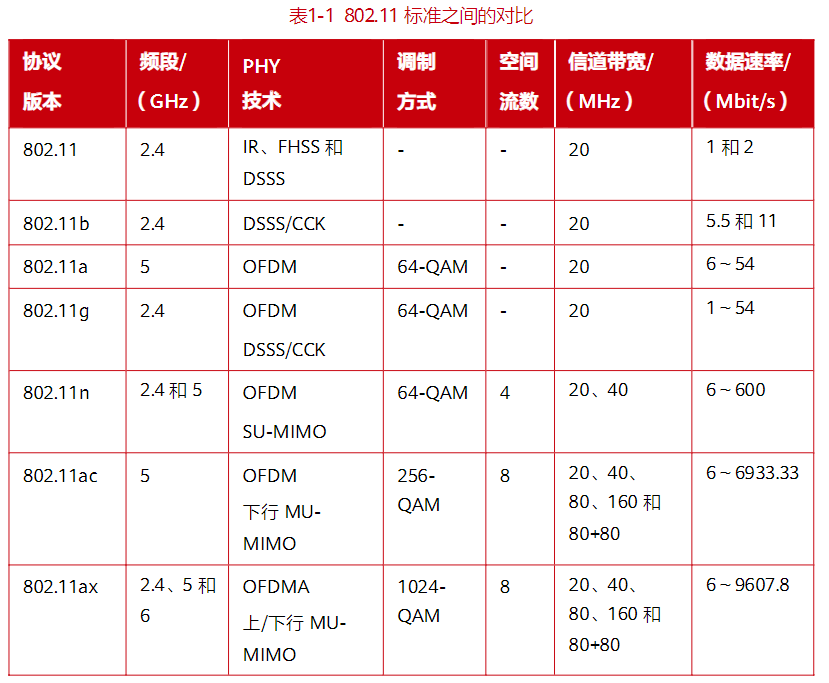 表1-1 802.11 标准之间的对比
协议版本 频段/（GHz） PHY技术 调制方式 空间流数 信道带宽/（MHz） 数据速率/（Mbit/s）
802.11 2.4 IR、FHSS 和 DSSS - - 20 1 和 2
802.11b 2.4 DSSS/CCK - - 20 5.5 和 11
802.11a 5 OFDM 64-QAM - 20 6～54
802.11g 2.4 OFDM DSSS/CCK 64-QAM - 20 1～54
802.11n 2.4 和 5 OFDM SU-MIMO 64-QAM 4 20、40 6～600
802.11ac 5 OFDM 下行 MU-MIMO 256-QAM 8 20、40、80、160 和 80+80 6～6933.33
802.11ax 2.4、5 和 6 OFDMA 上/下行 MU-MIMO 1024-QAM 8 20、40、80、160 和 80+80 6～9607.8